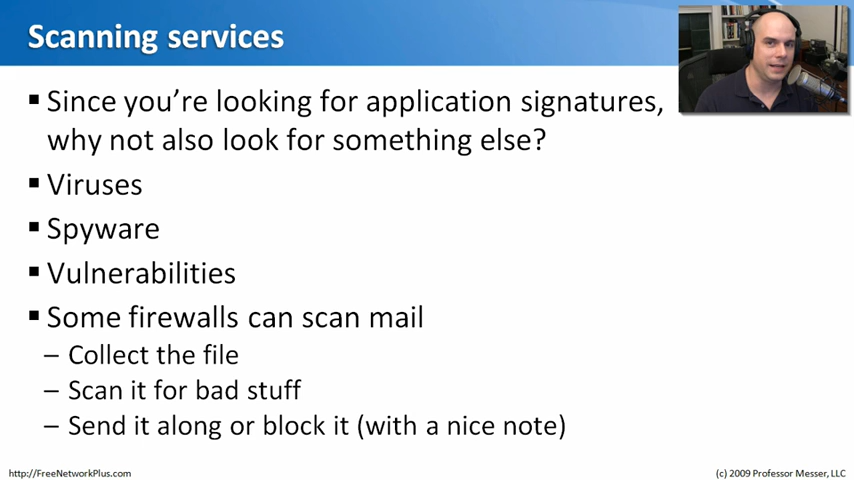 Scanning services
▪ Since you're looking for application signatures,
why not also look for something else?
▪ Viruses
▪ Spyware
▪ Vulnerabilities
▪ Some firewalls can scan mail
– Collect the file
– Scan it for bad stuff
– Send it along or block it (with a nice note)
http://FreeNetworkPlus.com
(c) 2009 Professor Messer, LLC